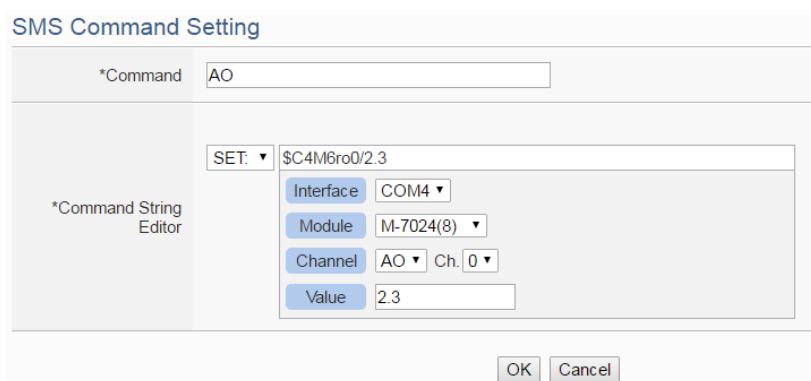 SMS Command Setting
*Command AO
SET: $C4M6ro0/2.3
Interface COM4
*Command String
Editor
Module M-7024(8)
Channel AO Ch. 0
Value 2.3
OK Cancel